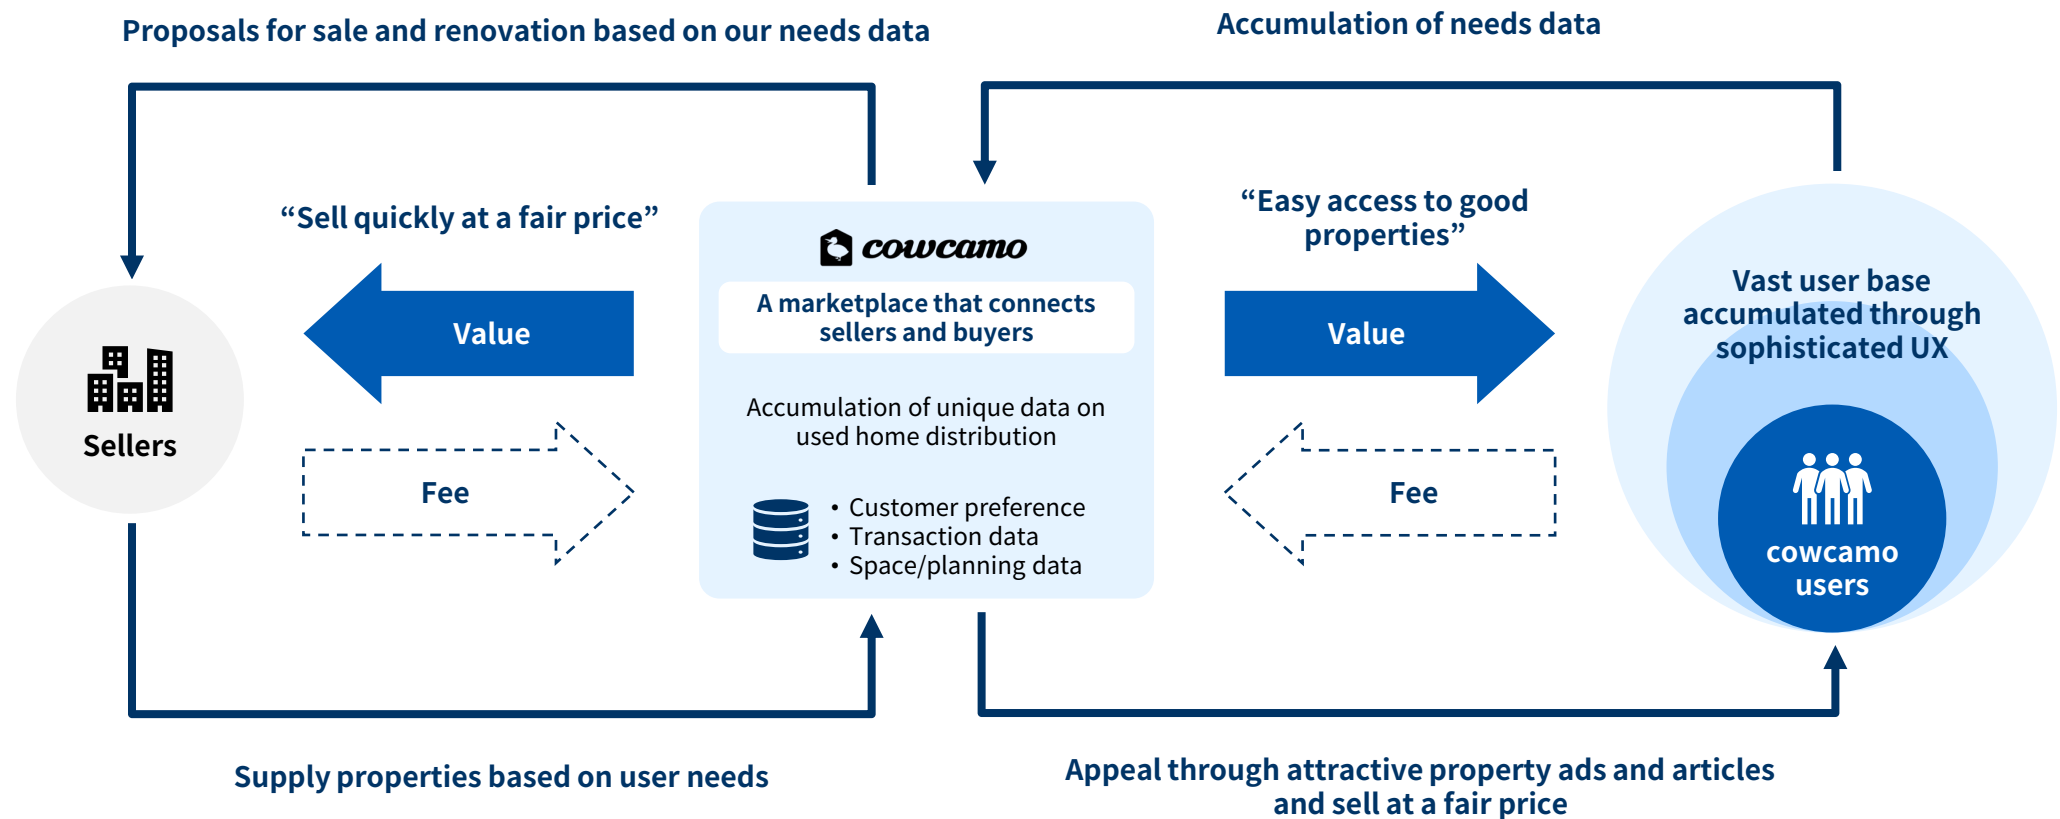 Proposals for sale and renovation based on our needs data
Accumulation of needs data
“Sell quickly at a fair price”
Value
Sellers
Fee
cowcamo
A marketplace that connects
sellers and buyers
Accumulation of unique data on
used home distribution
• Customer preference
• Transaction data
• Space/planning data
“Easy access to good
properties”
Value
Fee
Vast user base
accumulated through
sophisticated UX
cowcamo
users
Supply properties based on user needs
Appeal through attractive property ads and articles
and sell at a fair price